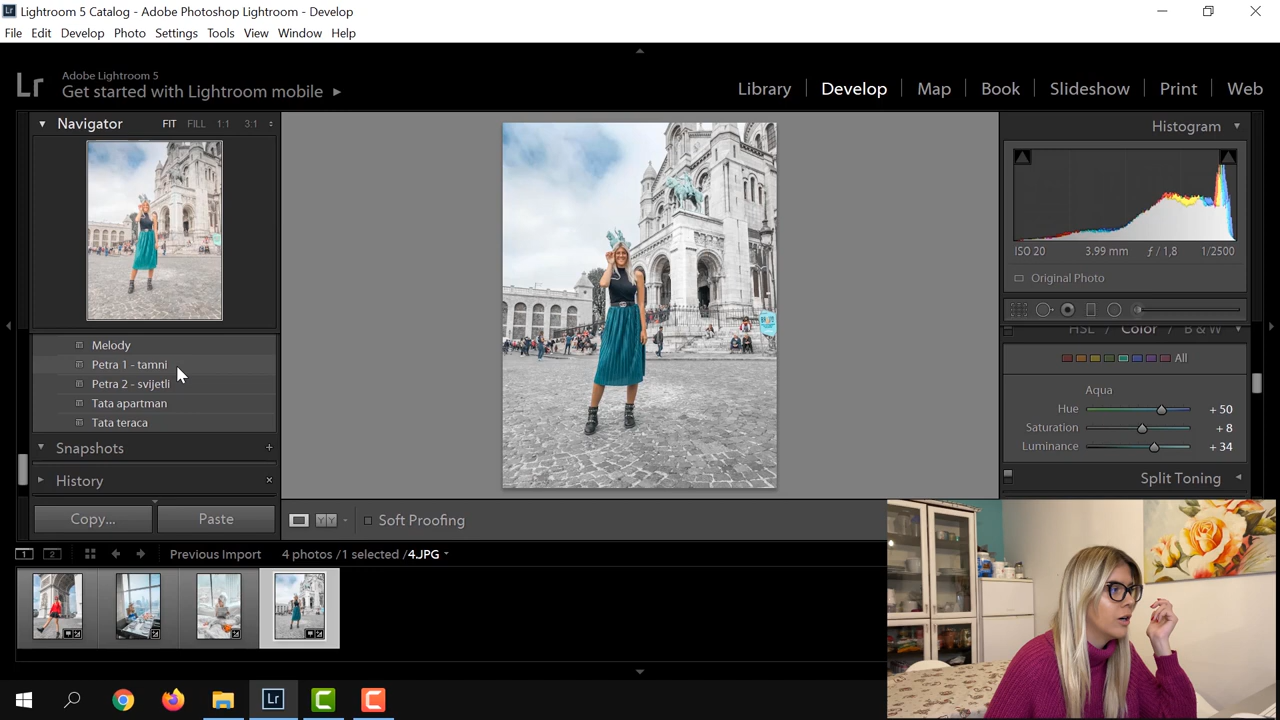 Lightroom 5 Catalog - Adobe Photoshop Lightroom - Develop
File Edit Develop Photo Settings Tools View Window Help
Lr
Adobe Lightroom 5
Get started with Lightroom mobile
Library Develop Map Book Slideshow Print Web
Navigator FIT FILL 1:1 3:1
Histogram
ISO 20 3.99 mm f / 1,8 1/2500
Original Photo
HSL / Color / B & W
All
Aqua
Hue + 50
Saturation + 8
Luminance + 34
Split Toning
Melody
Petra 1 - tamni
Petra 2 - svijetli
Tata apartman
Tata teraca
Snapshots +
History ×
Copy... Paste
YY Soft Proofing
1 2 Previous Import 4 photos /1 selected /4.JPG
Lr C C